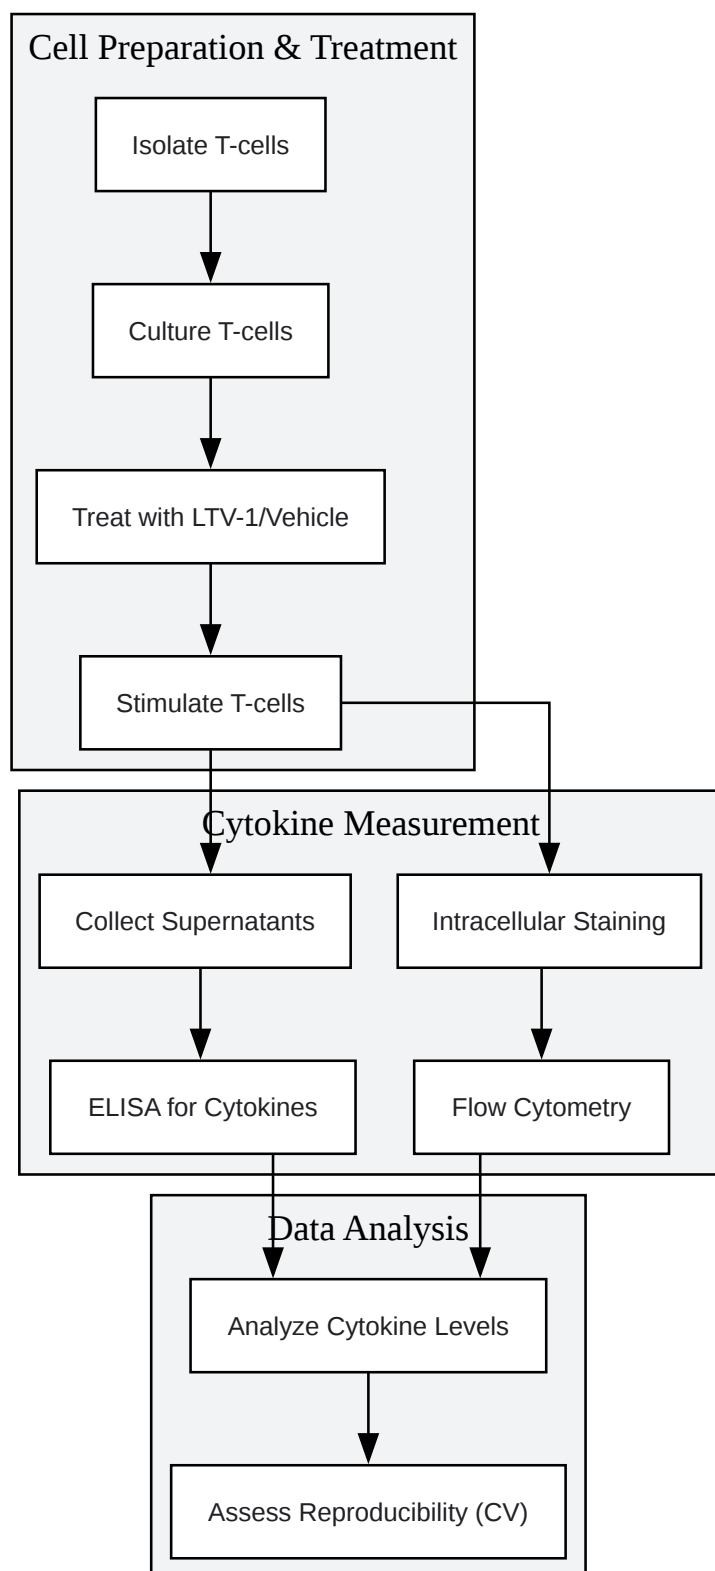 Cell Preparation & Treatment
Isolate T-cells
Culture T-cells
Treat with LTV-1/Vehicle
Stimulate T-cells
Cytokine Measurement
Collect Supernatants
Intracellular Staining
ELISA for Cytokines
Flow Cytometry
Data Analysis
Analyze Cytokine Levels
Assess Reproducibility (CV)